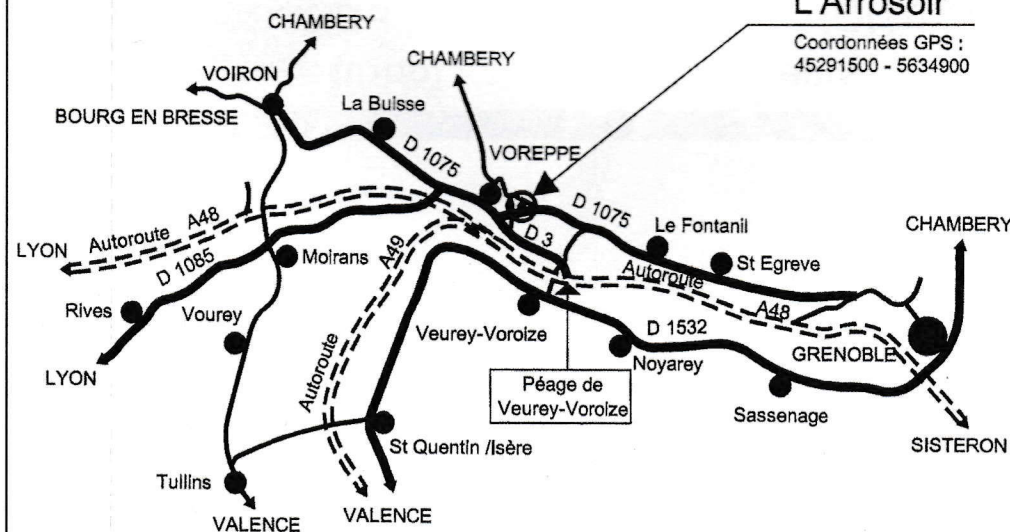 L'Arrosoir
Coordonnées GPS :
45291500 - 5634900
CHAMBERY
CHAMBERY
VOIRON
La Buisse
BOURG EN BRESSE
VOREPPE
D 1075
D 1075
Le Fontanil
CHAMBERY
Autoroute A48
LYON
D 1085
Moirans
A49
D 3
St Egreve
Autoroute
A48
Rives
Vourey
Veurey-Voroize
D 1532
GRENOBLE
LYON
Autoroute
Noyarey
Péage de
Veurey-Voroize
Sassenage
St Quentin /Isère
SISTERON
Tullins
VALENCE
VALENCE